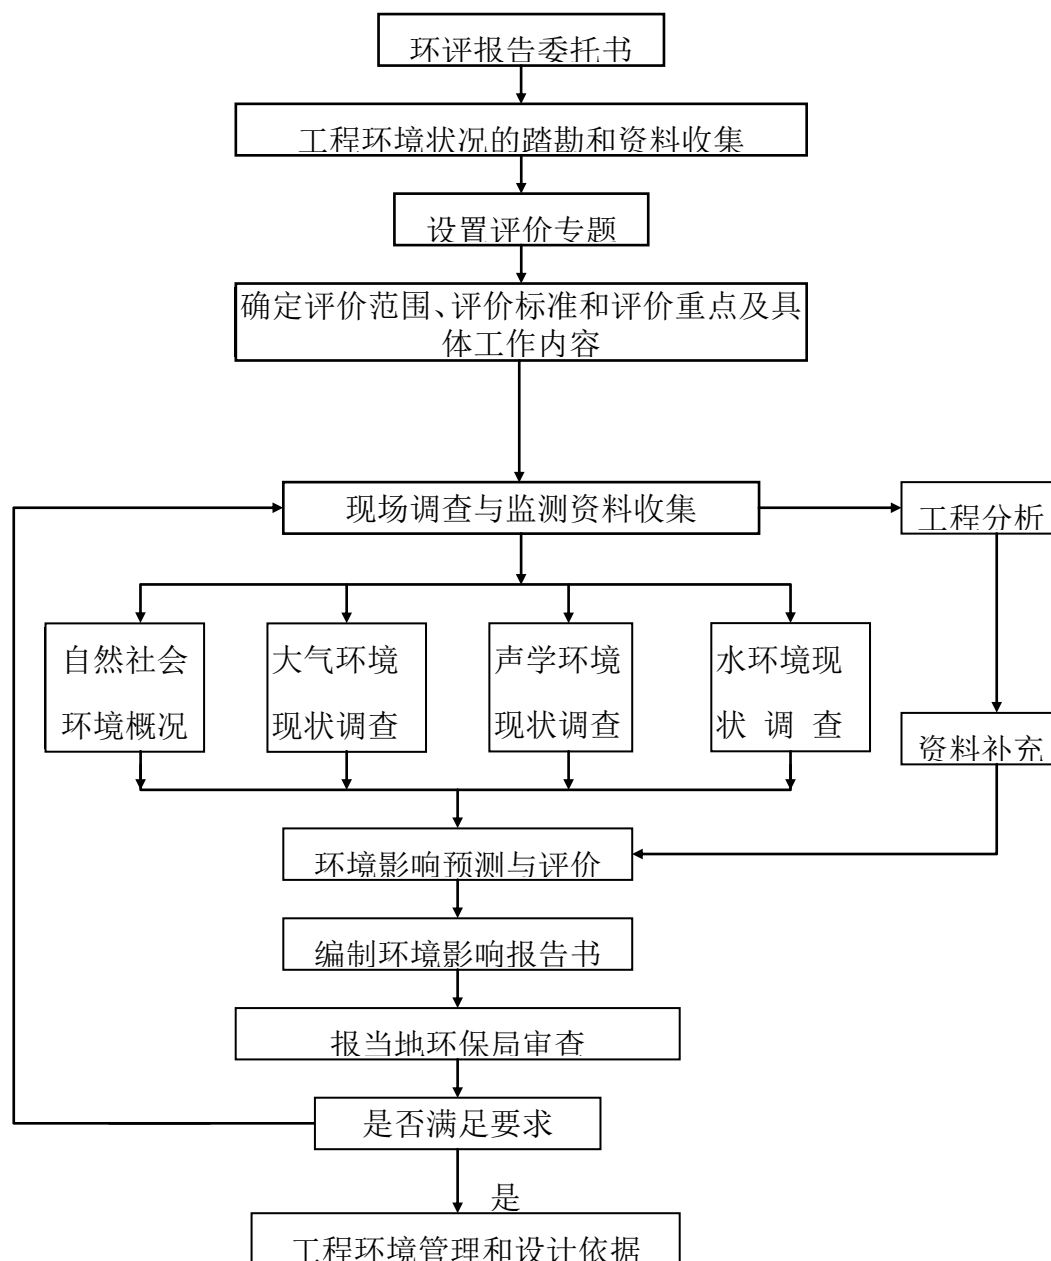 环评报告委托书
工程环境状况的踏勘和资料收集
设置评价专题
确定评价范围、评价标准和评价重点及具
体工作内容
现场调查与监测资料收集
工程分析
自然社会
环境概况
大气环境
现状调查
声学环境
现状调查
水环境现
状 调 查
资料补充
环境影响预测与评价
编制环境影响报告书
报当地环保局审查
是否满足要求
是
工程环境管理和设计依据